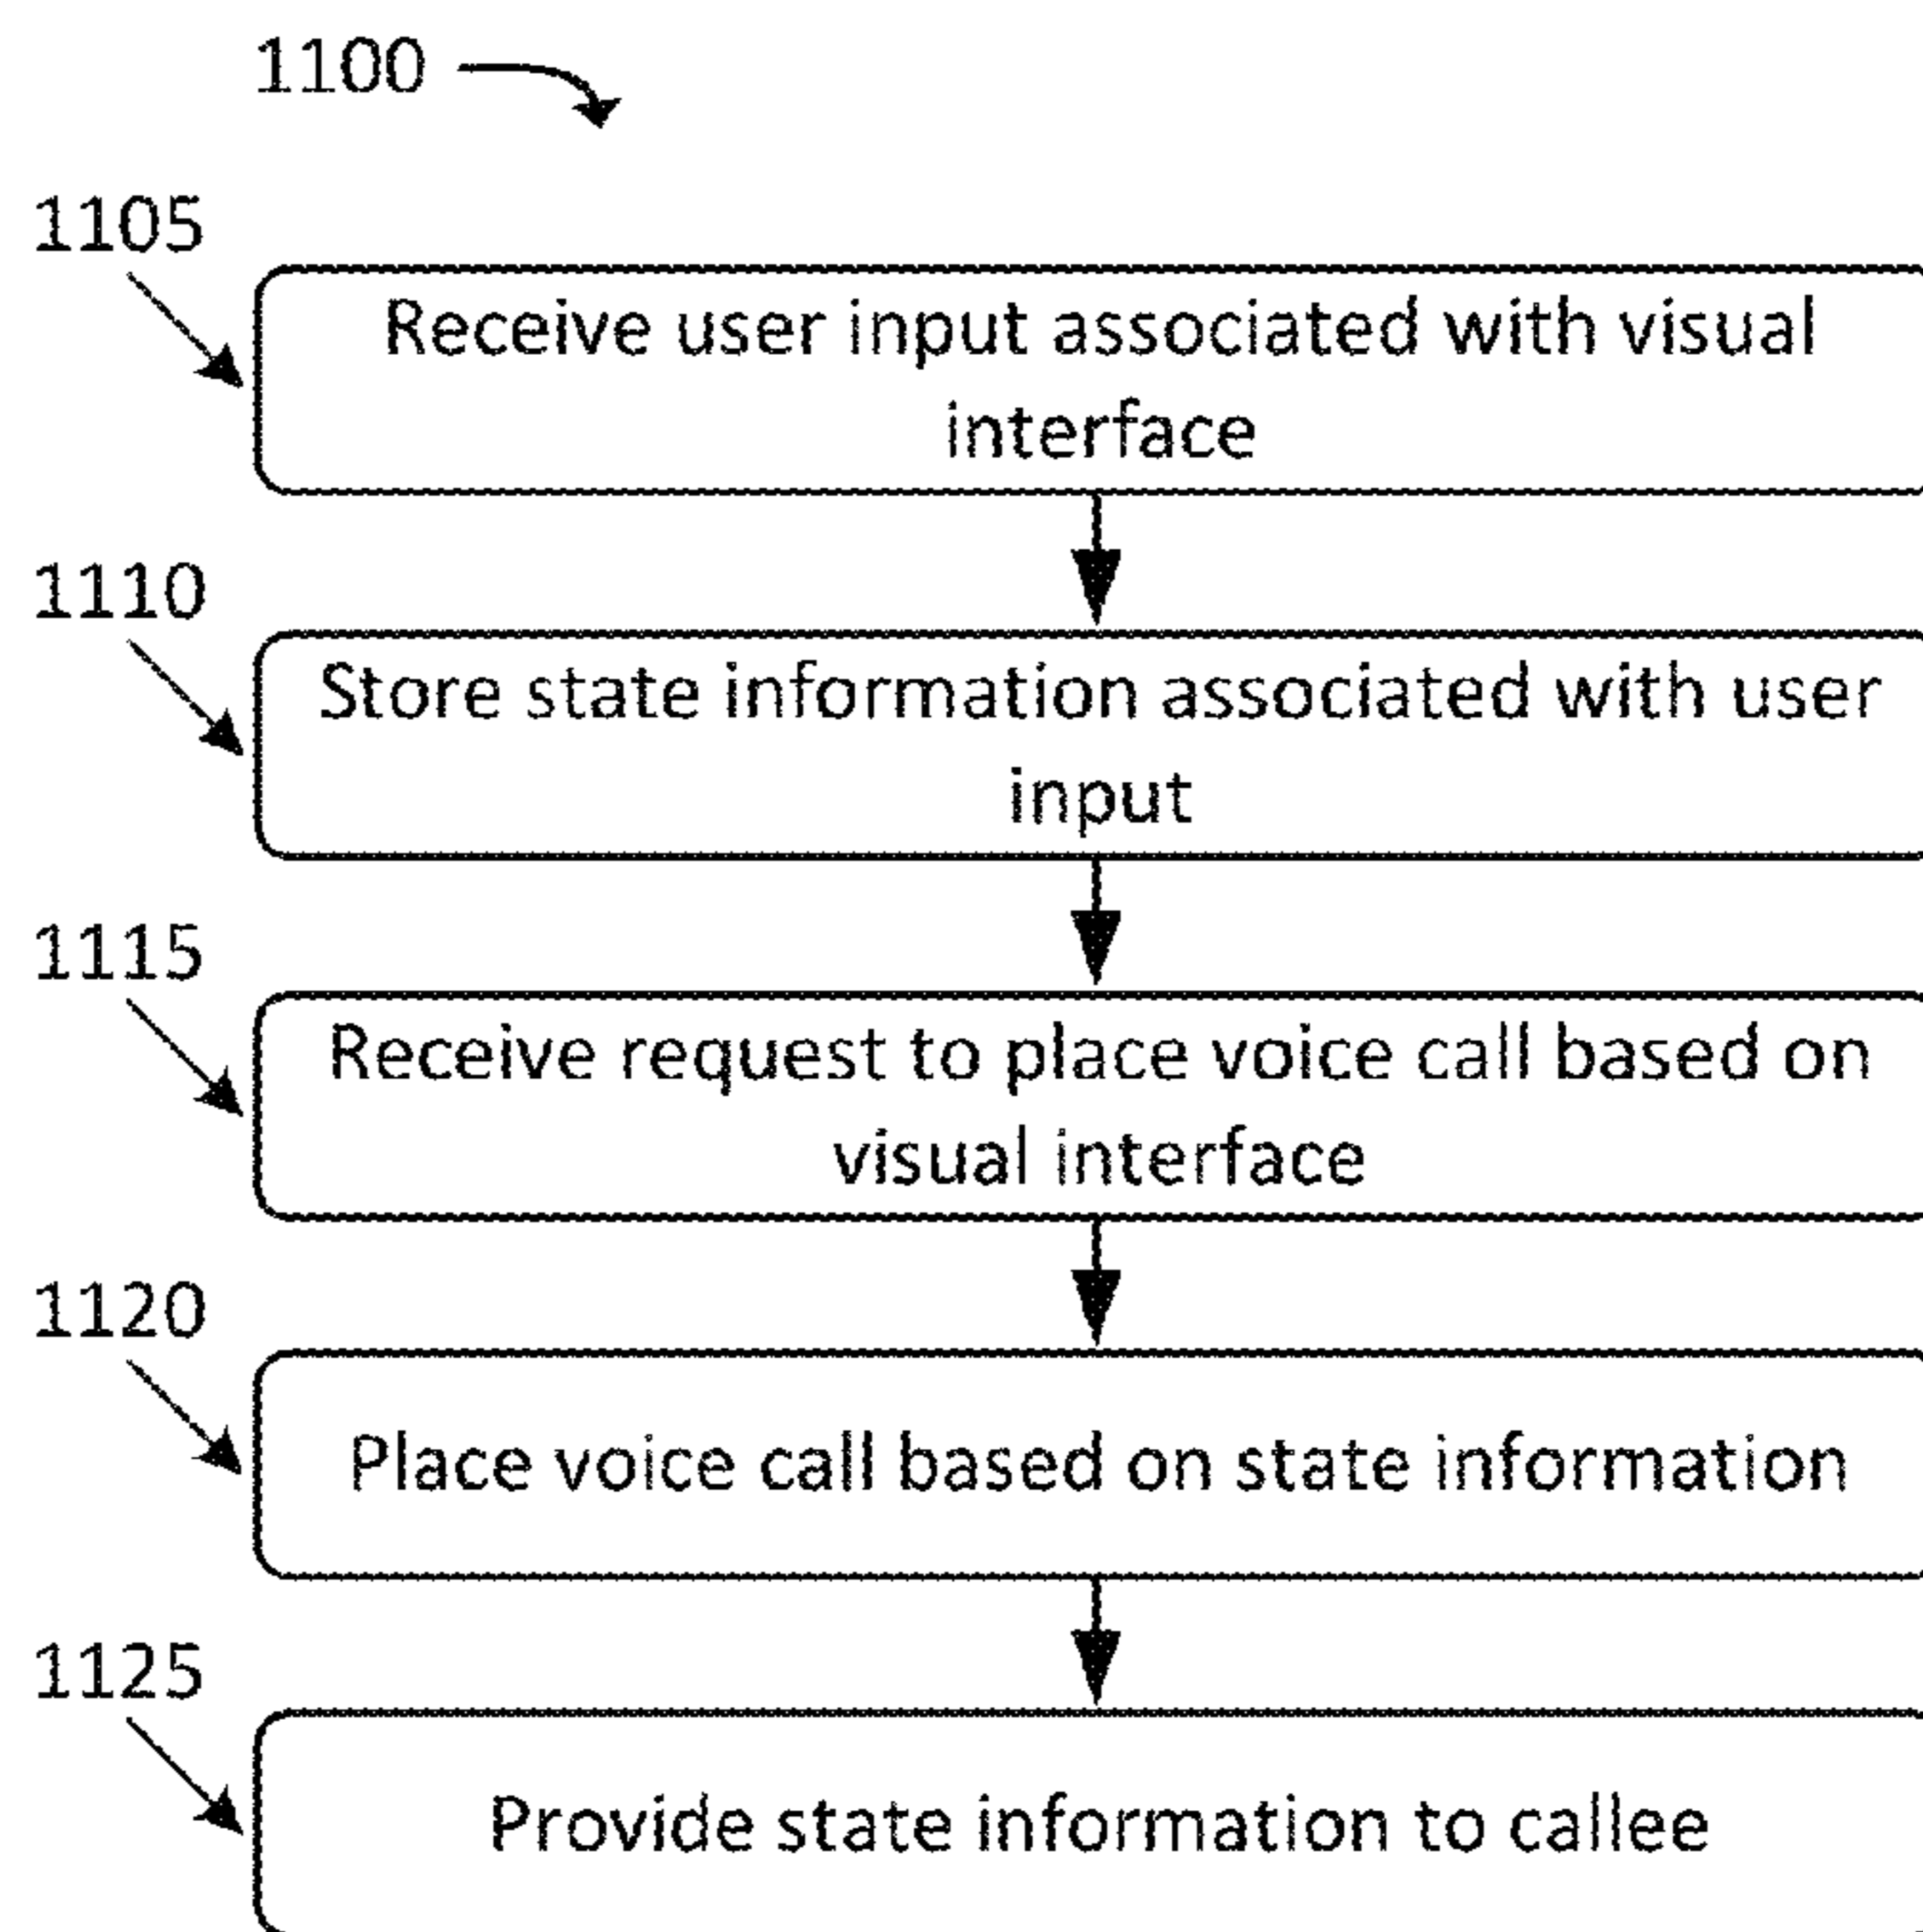 1100
1105
Receive user input associated with visual
interface
1110
Store state information associated with user
input
1115
Receive request to place voice call based on
visual interface
1120
Place voice call based on state information
1125
Provide state information to callee